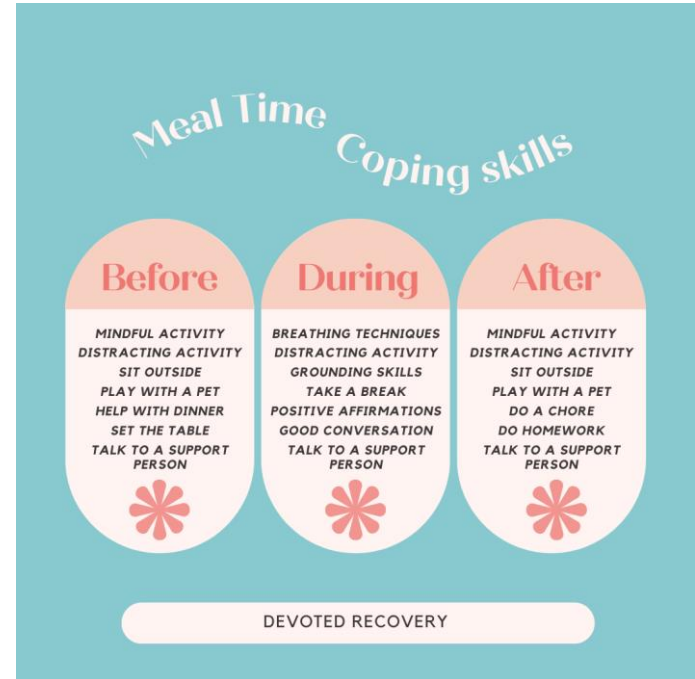 Meal Time Coping skills
Before
MINDFUL ACTIVITY
DISTRACTING ACTIVITY
SIT OUTSIDE
PLAY WITH A PET
HELP WITH DINNER
SET THE TABLE
TALK TO A SUPPORT
PERSON
During
BREATHING TECHNIQUES
DISTRACTING ACTIVITY
GROUNDING SKILLS
TAKE A BREAK
POSITIVE AFFIRMATIONS
GOOD CONVERSATION
TALK TO A SUPPORT
PERSON
After
MINDFUL ACTIVITY
DISTRACTING ACTIVITY
SIT OUTSIDE
PLAY WITH A PET
DO A CHORE
DO HOMEWORK
TALK TO A SUPPORT
PERSON
DEVOTED RECOVERY